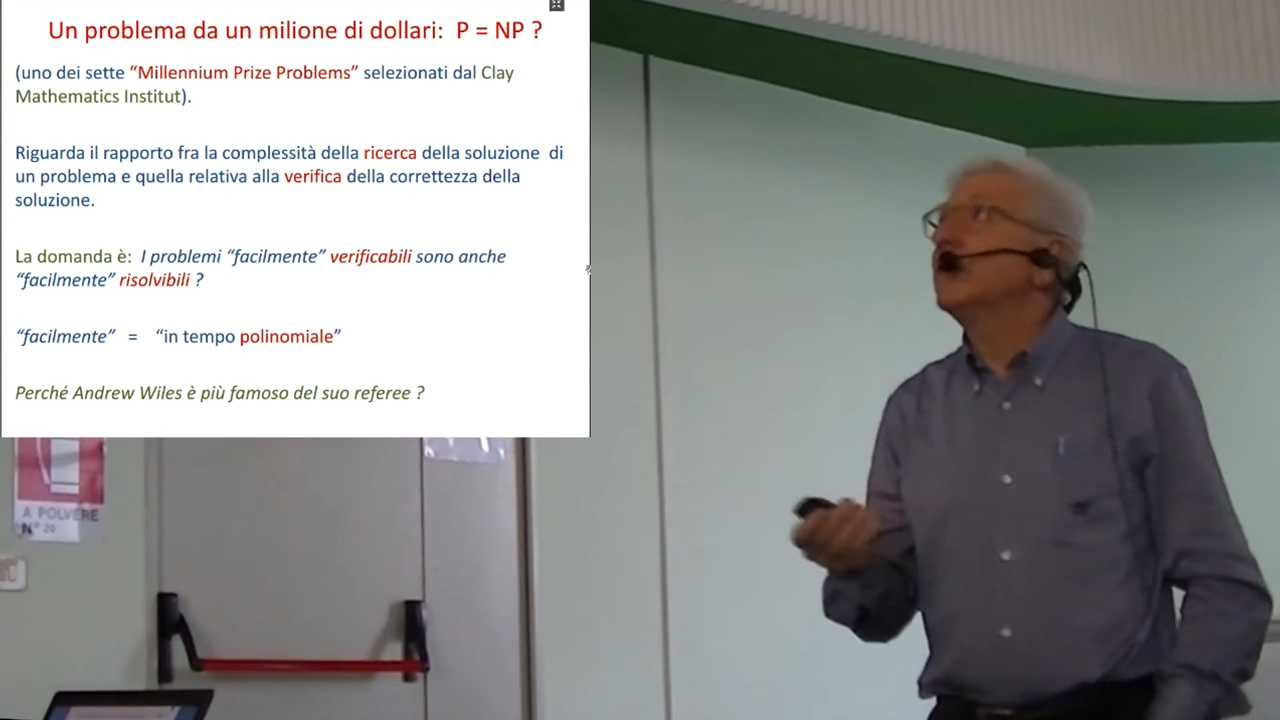 Un problema da un milione di dollari: P = NP ?
(uno dei sette “Millennium Prize Problems” selezionati dal Clay
Mathematics Institut).
Riguarda il rapporto fra la complessità della ricerca della soluzione di
un problema e quella relativa alla verifica della correttezza della
soluzione.
La domanda è: I problemi “facilmente” verificabili sono anche
“facilmente” risolvibili ?
“facilmente” = “in tempo polinomiale”
Perché Andrew Wiles è più famoso del suo referee ?
A POLVERE
N° 20